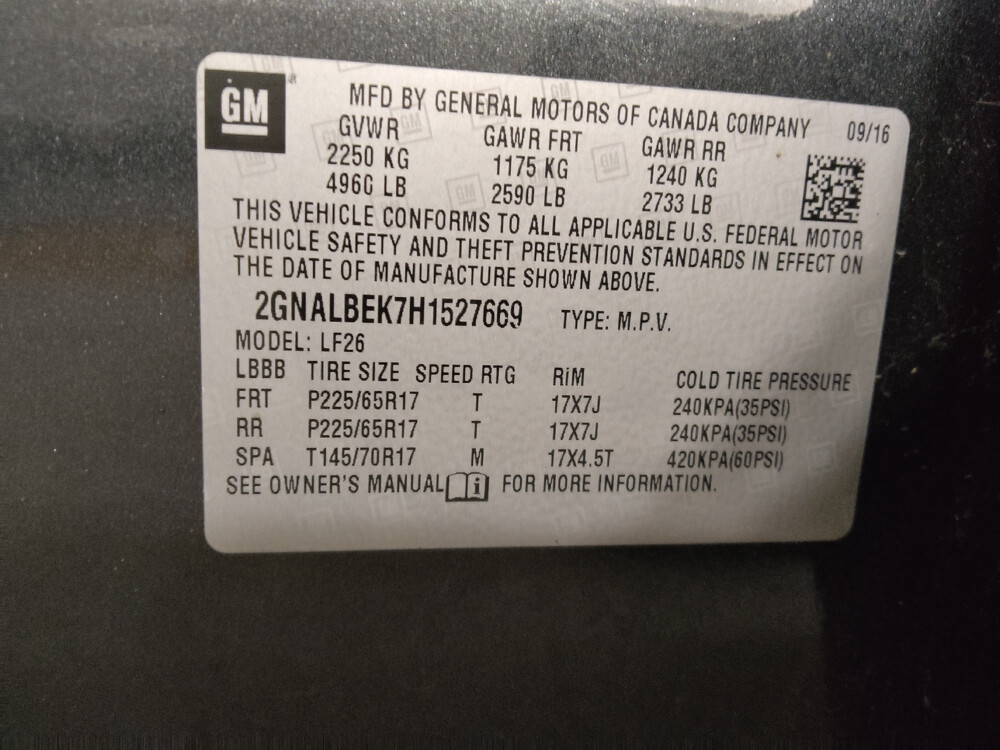 GM
MFD BY GENERAL MOTORS OF CANADA COMPANY 09/16
GVWR GAWR FRT GAWR RR
2250 KG 1175 KG 1240 KG
4960 LB 2590 LB 2733 LB
THIS VEHICLE CONFORMS TO ALL APPLICABLE U.S. FEDERAL MOTOR
VEHICLE SAFETY AND THEFT PREVENTION STANDARDS IN EFFECT ON
THE DATE OF MANUFACTURE SHOWN ABOVE.
2GNALBEK7H1527669 TYPE: M.P.V.
MODEL: LF26
LBBB TIRE SIZE SPEED RTG RiM COLD TIRE PRESSURE
FRT P225/65R17 T 17X7J 240KPA(35PSI)
RR P225/65R17 T 17X7J 240KPA(35PSI)
SPA T145/70R17 M 17X4.5T 420KPA(60PSI)
SEE OWNER'S MANUAL i FOR MORE INFORMATION.